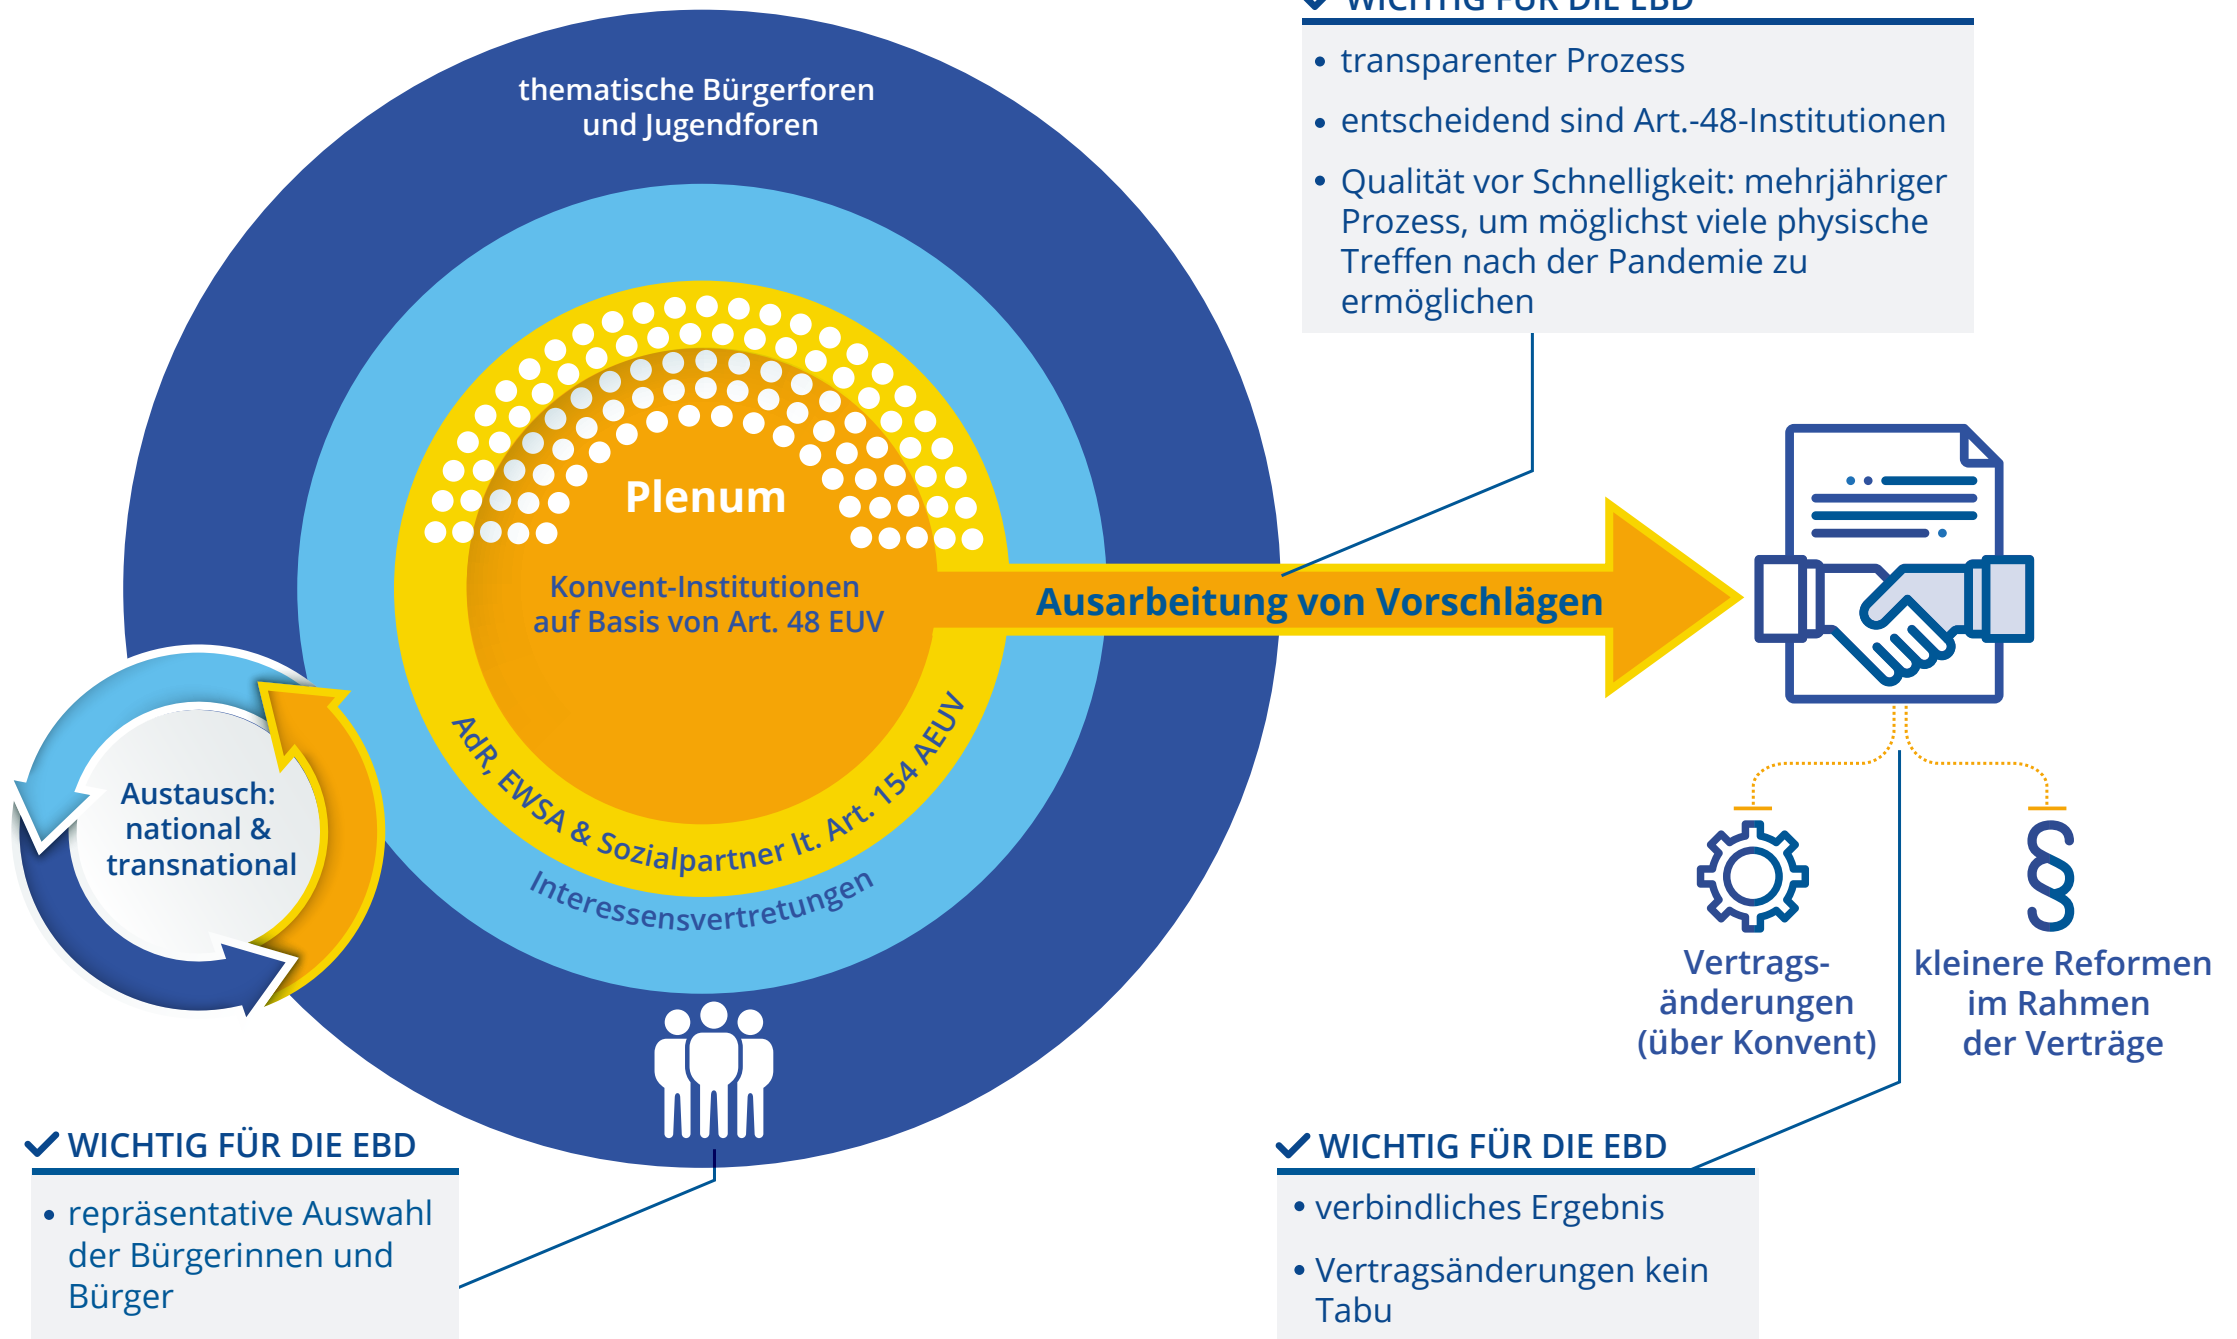 thematische Bürgerforen
und Jugendforen
Plenum
Konvent-Institutionen
auf Basis von Art. 48 EUV
AdR, EWSA & Sozialpartner lt. Art. 154 AEUV
Interessensvertretungen
Austausch:
national &
transnational
WICHTIG FÜR DIE EBD
• repräsentative Auswahl
der Bürgerinnen und
Bürger
WICHTIG FÜR DIE EBD
• transparenter Prozess
• entscheidend sind Art.-48-Institutionen
• Qualität vor Schnelligkeit: mehrjähriger
Prozess, um möglichst viele physische
Treffen nach der Pandemie zu
ermöglichen
Ausarbeitung von Vorschlägen
§
Vertrags-
änderungen
(über Konvent)
kleinere Reformen
im Rahmen
der Verträge
WICHTIG FÜR DIE EBD
• verbindliches Ergebnis
• Vertragsänderungen kein
Tabu